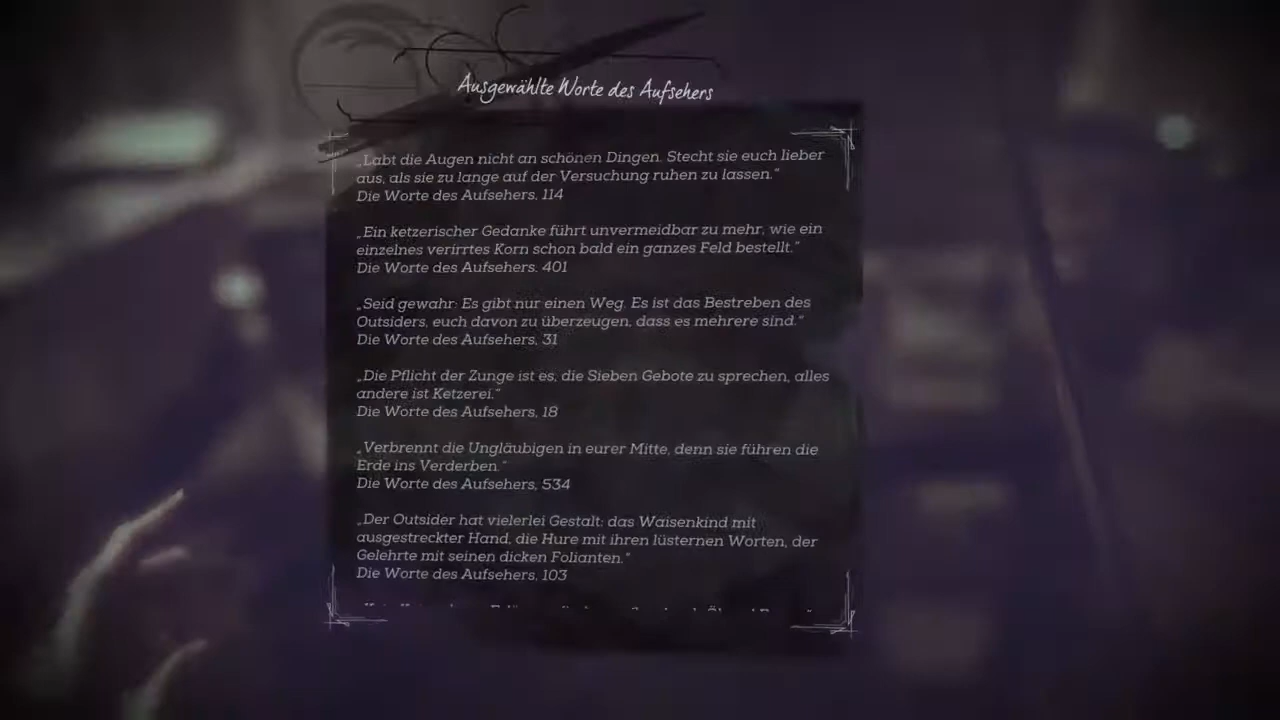 Ausgewählte Worte des Aufsehers
„Labt die Augen nicht an schönen Dingen. Stecht sie euch lieber
aus, als sie zu lange auf der Versuchung ruhen zu lassen.“
Die Worte des Aufsehers, 114
„Ein ketzerischer Gedanke führt unvermeidbar zu mehr, wie ein
einzelnes verirrtes Korn schon bald ein ganzes Feld bestellt.“
Die Worte des Aufsehers, 401
„Seid gewahr: Es gibt nur einen Weg. Es ist das Bestreben des
Outsiders, euch davon zu überzeugen, dass es mehrere sind.“
Die Worte des Aufsehers, 31
„Die Pflicht der Zunge ist es, die Sieben Gebote zu sprechen, alles
andere ist Ketzerei.“
Die Worte des Aufsehers, 18
„Verbrennt die Ungläubigen in eurer Mitte, denn sie führen die
Erde ins Verderben.“
Die Worte des Aufsehers, 534
„Der Outsider hat vielerlei Gestalt: das Waisenkind mit
ausgestreckter Hand, die Hure mit ihren lüsternen Worten, der
Gelehrte mit seinen dicken Folianten.“
Die Worte des Aufsehers, 103